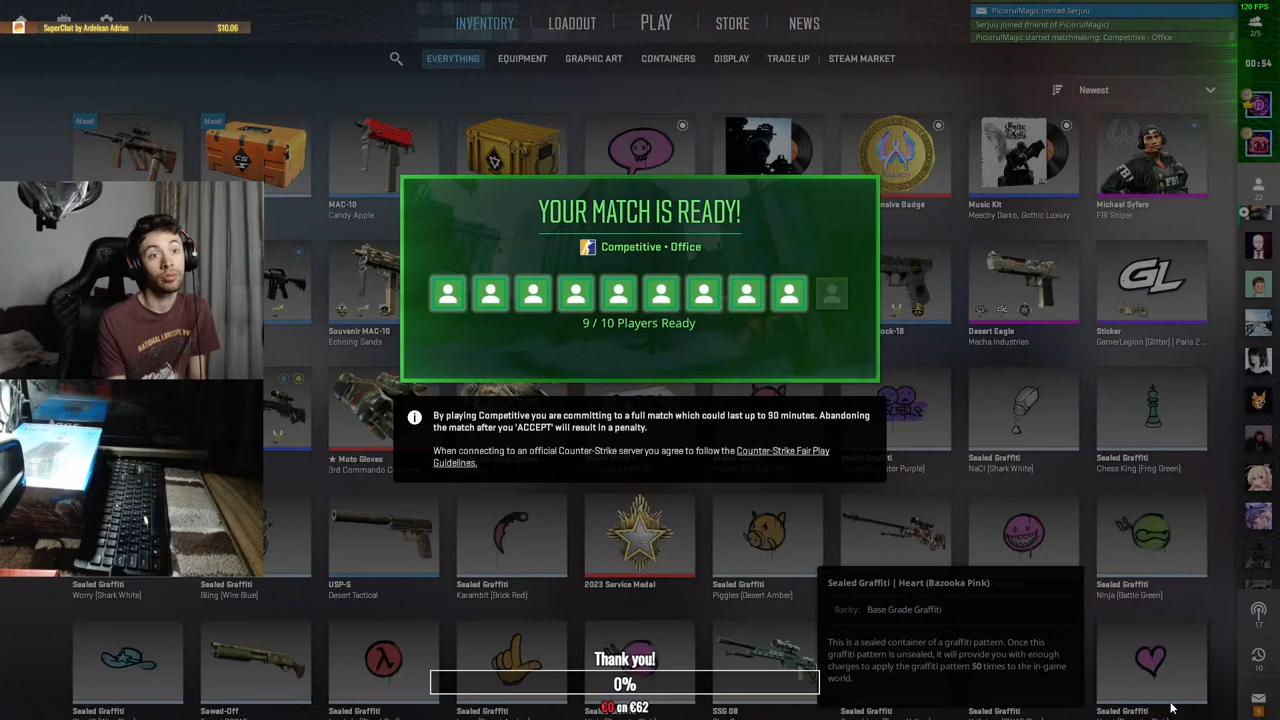 SuperChat by Ardelean Adrian $10.06
INVENTORY LOADOUT PLAY STORE NEWS
PiciorulMagic invited Serjuu
Serjuu joined (friend of PiciorulMagic)
PiciorulMagic started matchmaking: Competitive - Office
120 FPS
2/5
00:54
EVERYTHING EQUIPMENT GRAPHIC ART CONTAINERS DISPLAY TRADE UP STEAM MARKET
Newest
New!
New!
MAC-10
Candy Apple
Music Kit
Meechy Darko, Gothic Luxury
Michael Syfers
FBI Sniper
22
YOUR MATCH IS READY!
Competitive • Office
9 / 10 Players Ready
Souvenir MAC-10
Echoing Sands
Desert Eagle
Mecha Industries
Sticker
GamerLegion (Glitter) | Paris 2...
By playing Competitive you are committing to a full match which could last up to 90 minutes. Abandoning
the match after you 'ACCEPT' will result in a penalty.
When connecting to an official Counter-Strike server you agree to follow the Counter-Strike Fair Play
Guidelines.
★ Moto Gloves
3rd Commando
Sealed Graffiti
NaCl (Shark White)
Sealed Graffiti
Chess King (Frog Green)
Sealed Graffiti
Worry (Shark White)
Sealed Graffiti
Bling (Wire Blue)
USP-S
Desert Tactical
Sealed Graffiti
Karambit (Brick Red)
2023 Service Medal
Sealed Graffiti
Piggles (Desert Amber)
Sealed Graffiti
Ninja (Battle Green)
Sealed Graffiti | Heart (Bazooka Pink)
Rarity: Base Grade Graffiti
This is a sealed container of a graffiti pattern. Once this
graffiti pattern is unsealed, it will provide you with enough
charges to apply the graffiti pattern 50 times to the in-game
world.
17
10
9
Thank you!
0%
€0 on €62
Sealed Graffiti
Sawed-Off
Sealed Graffiti
Sealed Graffiti
SSG 08
Sealed Graffiti
Sealed Graffiti